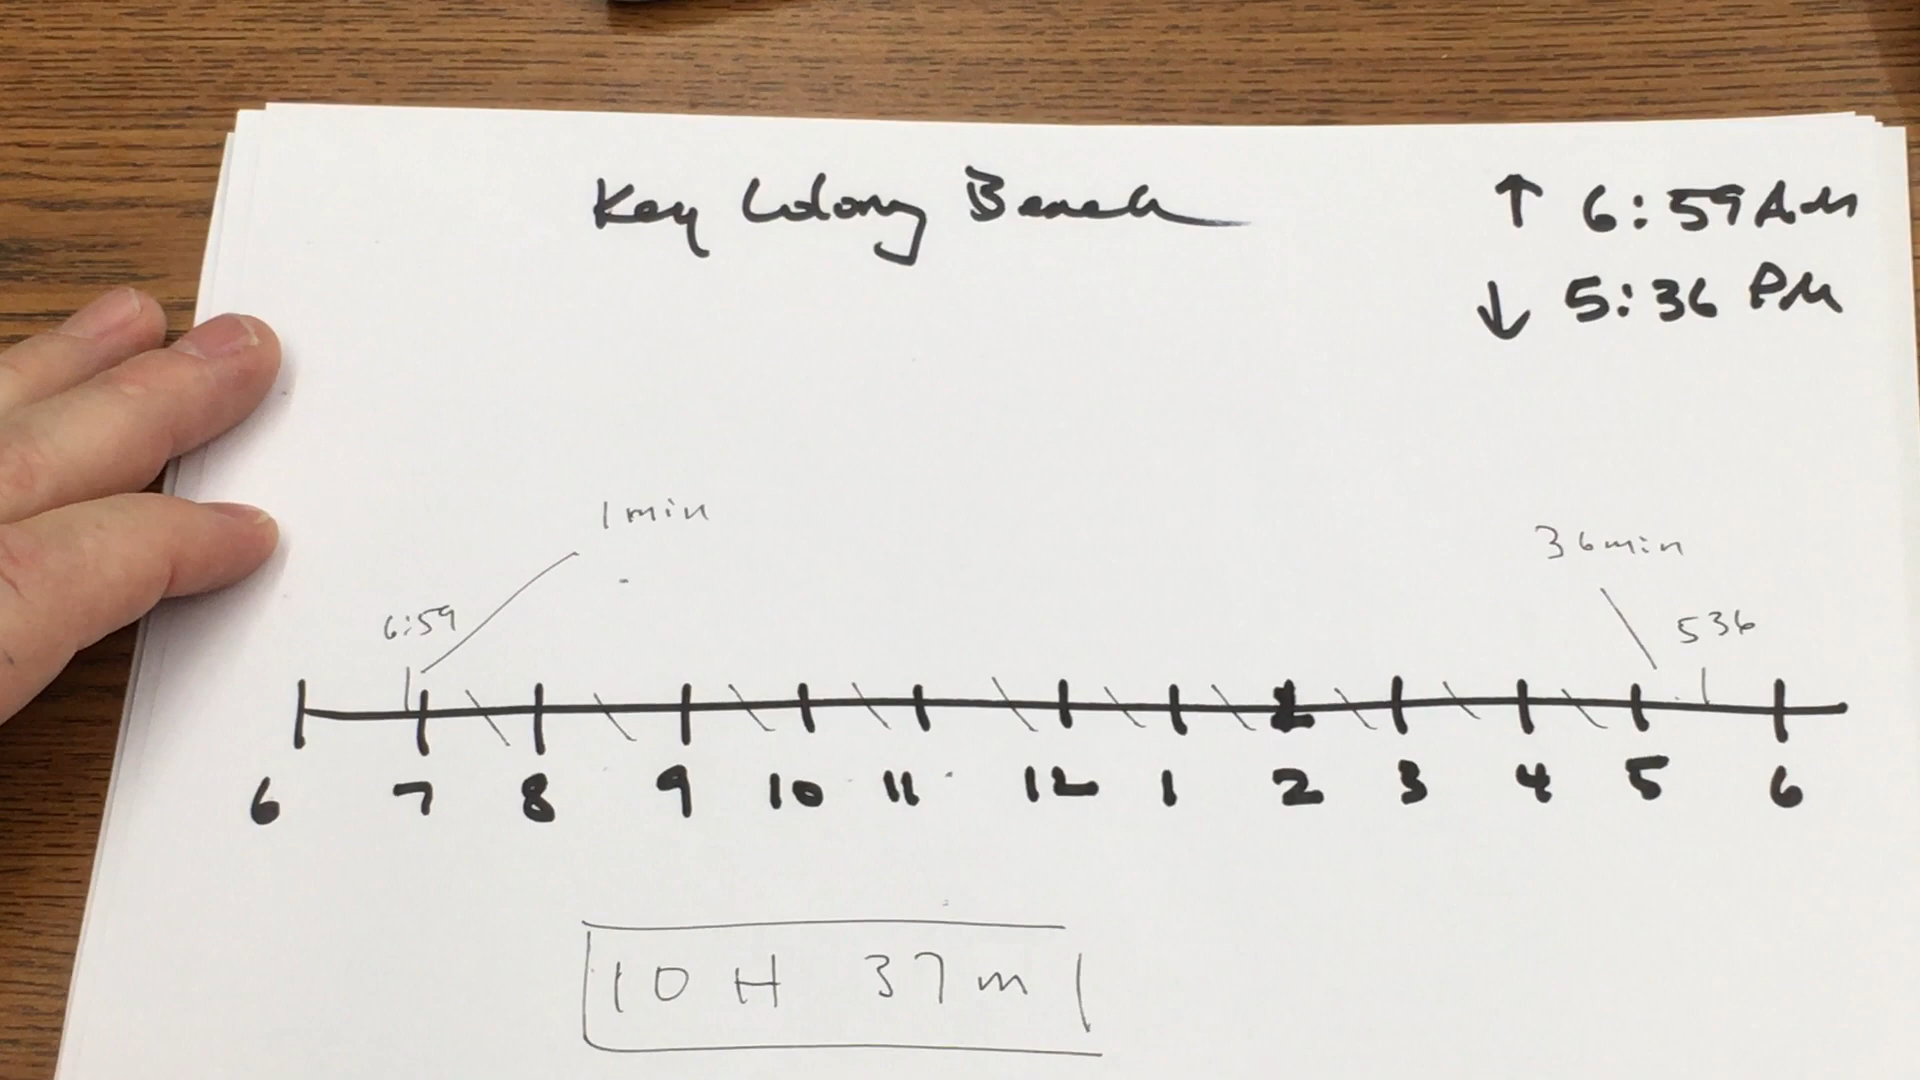 Key Colony Beach
↑ 6:59 AM
↓ 5:36 PM
1 min
36 min
6:59
536
6 7 8 9 10 11 12 1 2 3 4 5 6
10 H 37 m